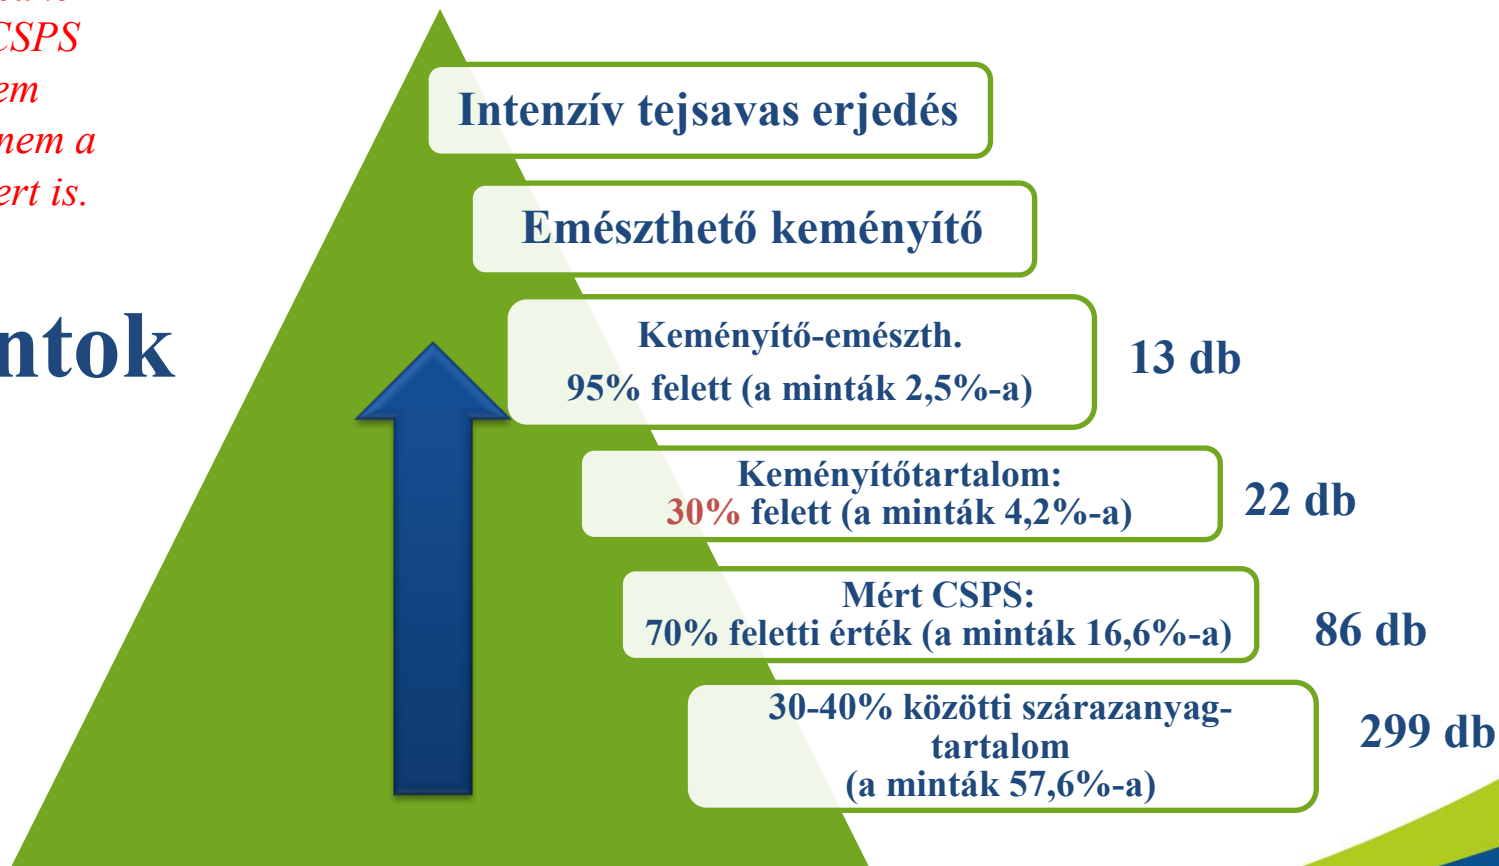 CSPS
nem a
ert is.
ntok
Intenzív tejsavas erjedés
Emészthető keményítő
Keményítő-emészth.
95% felett (a minták 2,5%-a)
13 db
Keményítőtartalom:
30% felett (a minták 4,2%-a)
22 db
Mért CSPS:
70% feletti érték (a minták 16,6%-a)
86 db
30-40% közötti szárazanyag-
tartalom
(a minták 57,6%-a)
299 db